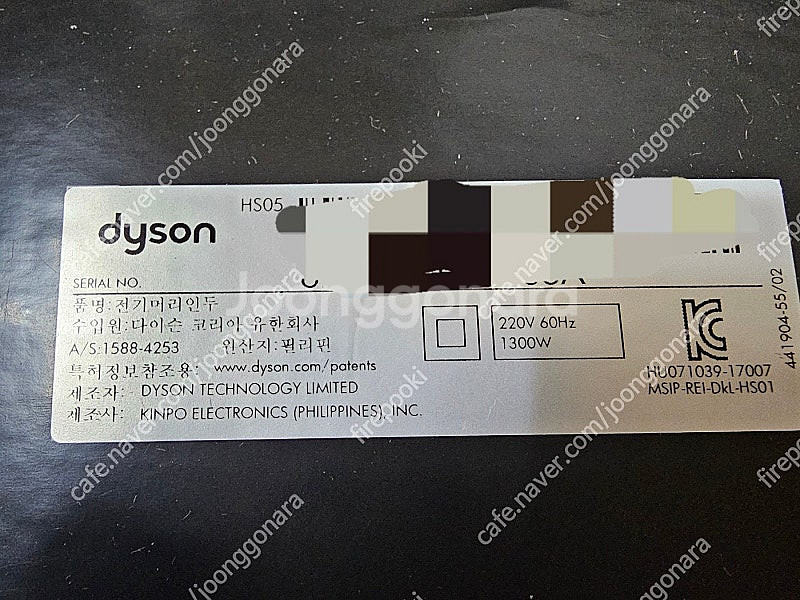 dyson
HS05
SERIAL NO.
품명:전기머리인두
수입원:다이슨 코리아 유한회사
A/S:1588-4253 원산지:필리핀
특허정보참조용: www.dyson.com/patents
제조자: DYSON TECHNOLOGY LIMITED
제조사: KINPO ELECTRONICS (PHILIPPINES), INC.
220V 60Hz
1300W
HU071039-17007
MSIP-REI-DkL-HS01
441904-55/02
Joonggonara
cafe.naver.com/joonggonara
firepooki